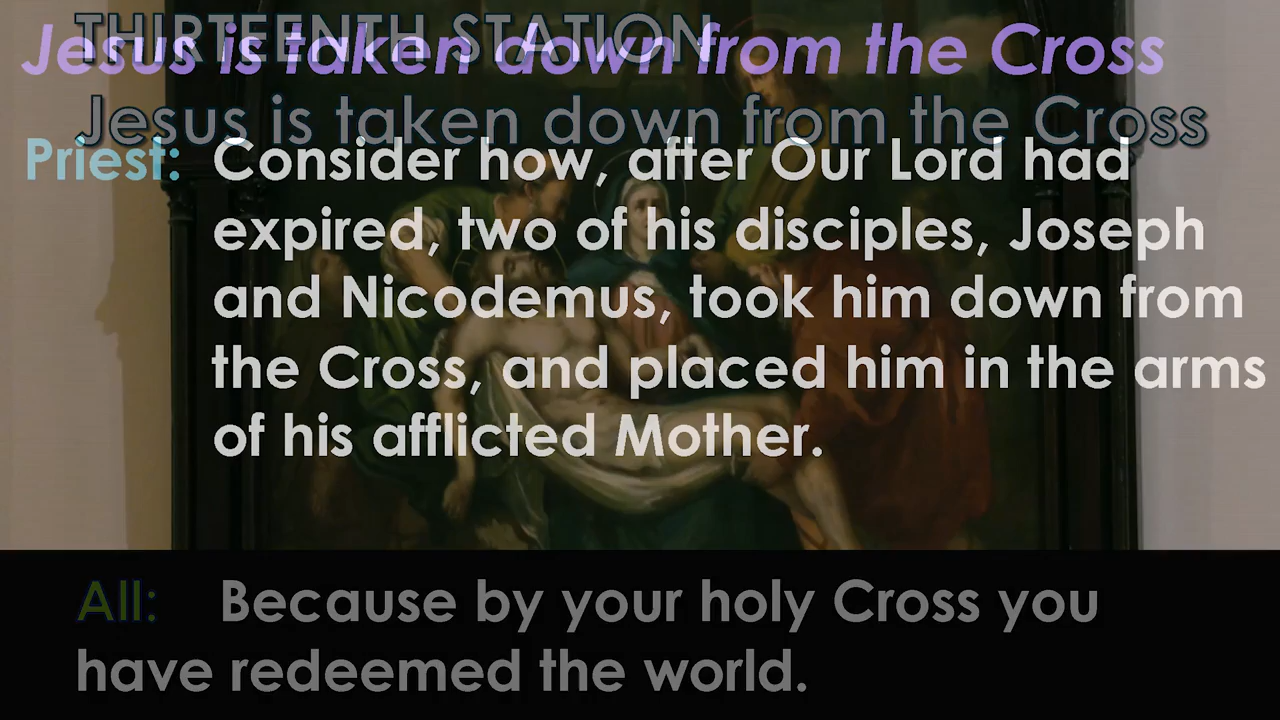 THIRTEENTH STATION
Jesus is taken down from the Cross
Jesus is taken down from the Cross
Priest: Consider how, after Our Lord had
expired, two of his disciples, Joseph
and Nicodemus, took him down from
the Cross, and placed him in the arms
of his afflicted Mother.
All: Because by your holy Cross you
have redeemed the world.